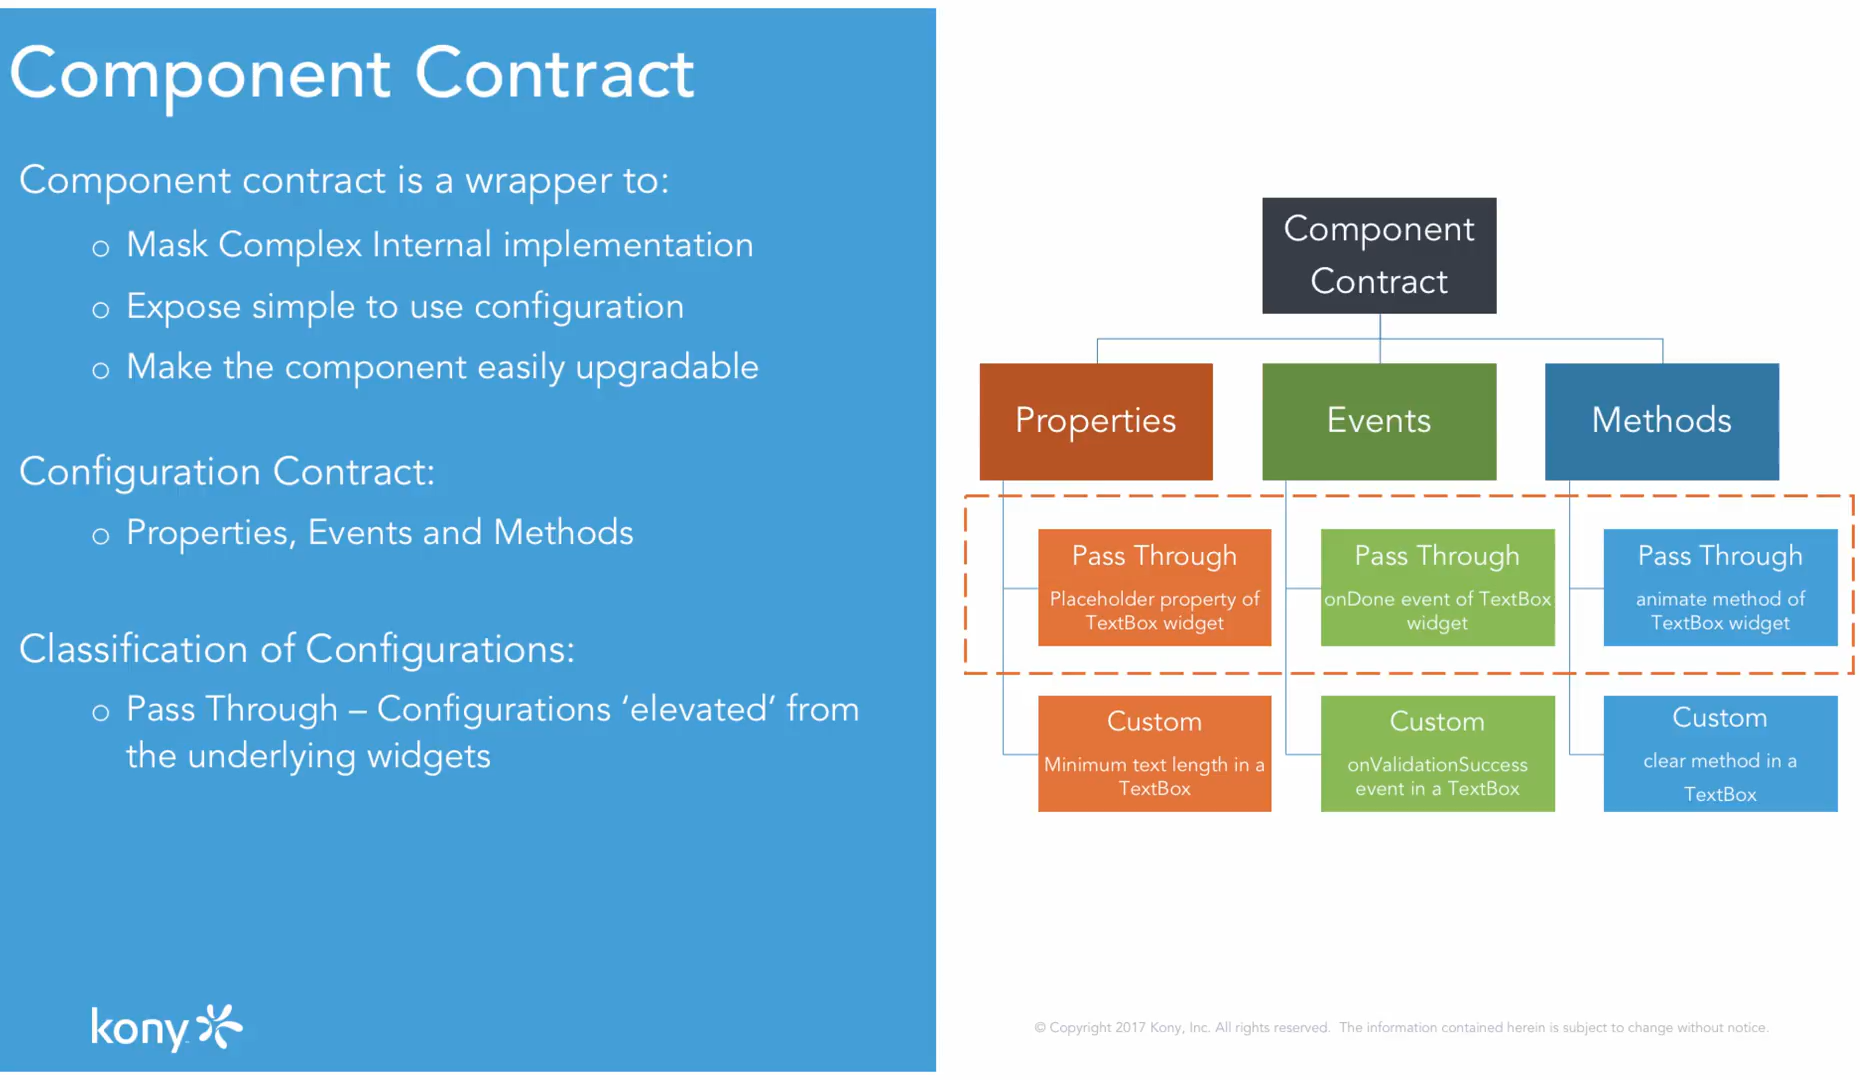 Component Contract
Component contract is a wrapper to:
o Mask Complex Internal implementation
o Expose simple to use configuration
o Make the component easily upgradable
Configuration Contract:
o Properties, Events and Methods
Classification of Configurations:
o Pass Through – Configurations ‘elevated’ from
the underlying widgets
kony
Component
Contract
Properties
Events
Methods
Pass Through
Placeholder property of
TextBox widget
Pass Through
onDone event of TextBox
widget
Pass Through
animate method of
TextBox widget
Custom
Minimum text length in a
TextBox
Custom
onValidationSuccess
event in a TextBox
Custom
clear method in a
TextBox
© Copyright 2017 Kony, Inc. All rights reserved. The information contained herein is subject to change without notice.